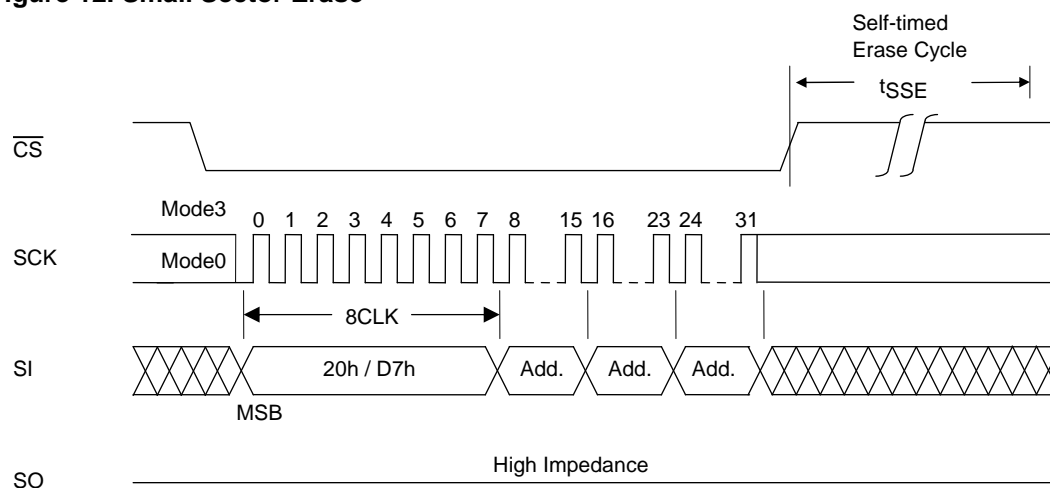 Figure 12. Small Sector Erase
Self-timed
Erase Cycle
tSSE
CS
Mode3
0 1 2 3 4 5 6 7 8 15 16 23 24 31
SCK
Mode0
8CLK
SI
20h / D7h
Add.
Add.
Add.
MSB
High Impedance
SO